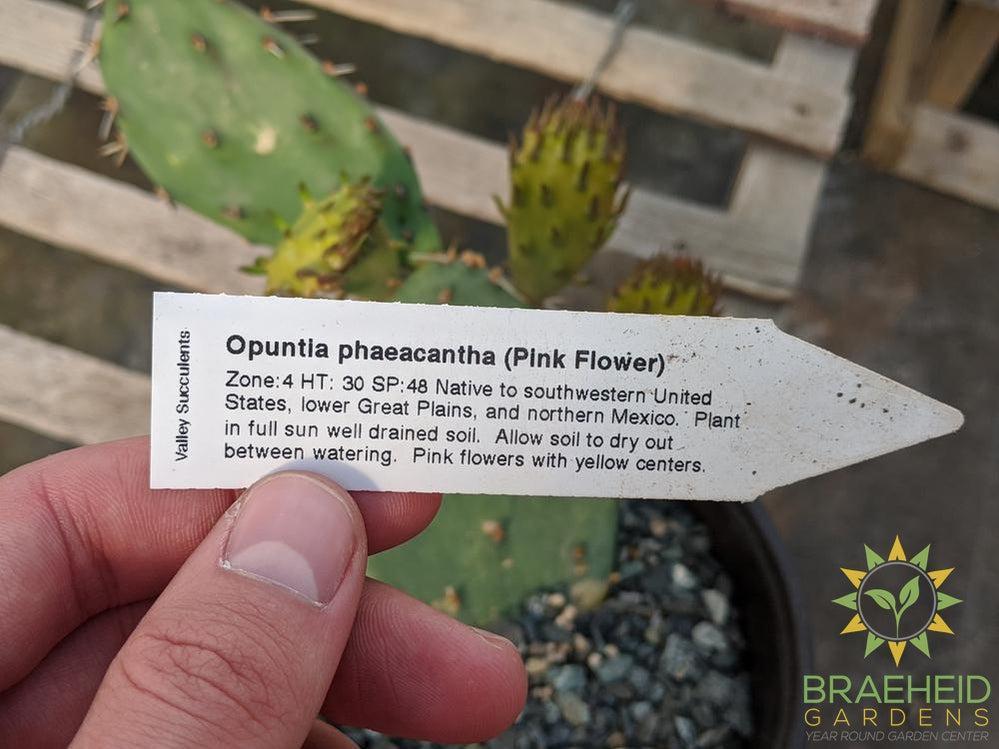 Valley Succulents
Opuntia phaeacantha (Pink Flower)
Zone:4 HT: 30 SP:48 Native to southwestern United
States, lower Great Plains, and northern Mexico. Plant
in full sun well drained soil. Allow soil to dry out
between watering. Pink flowers with yellow centers.
BRAEHEID
GARDENS
YEAR ROUND GARDEN CENTER